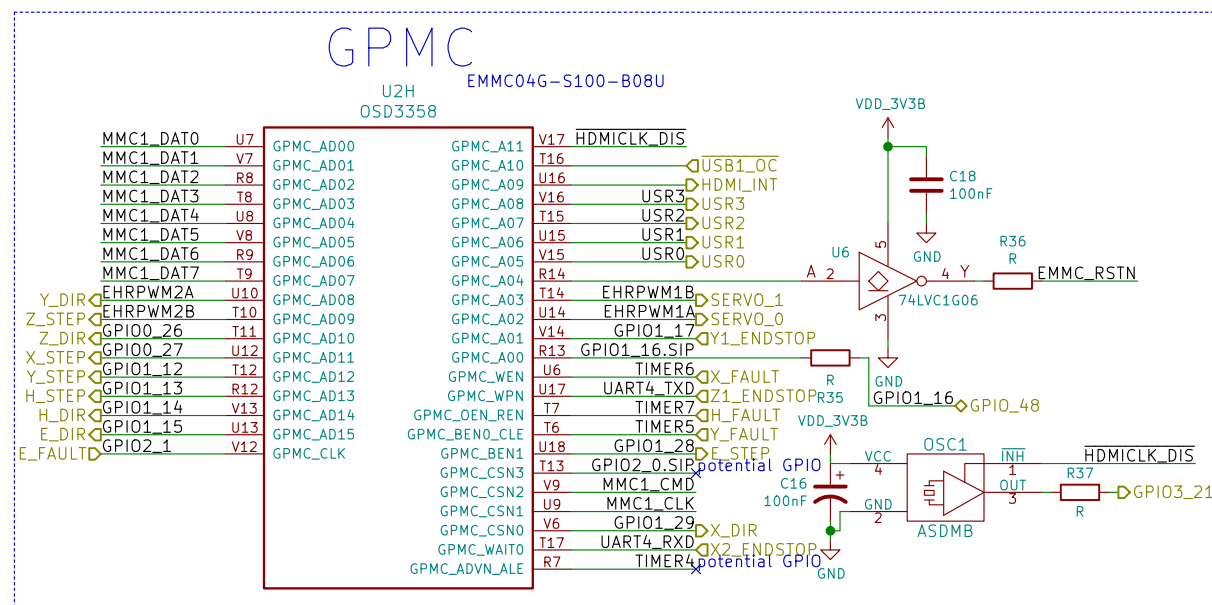 GPMC
EMMC04G-S100-B08U
U2H
OSD3358
MMC1_DAT0 U7 GPMC_AD00
MMC1_DAT1 V7 GPMC_AD01
MMC1_DAT2 R8 GPMC_AD02
MMC1_DAT3 T8 GPMC_AD03
MMC1_DAT4 U8 GPMC_AD04
MMC1_DAT5 V8 GPMC_AD05
MMC1_DAT6 R9 GPMC_AD06
MMC1_DAT7 T9 GPMC_AD07
Y_DIR EHRPWM2A U10 GPMC_AD08
Z_STEP EHRPWM2B T10 GPMC_AD09
Z_DIR GPIO0_26 T11 GPMC_AD10
X_STEP GPIO0_27 U12 GPMC_AD11
Y_STEP GPIO1_12 T12 GPMC_AD12
H_STEP GPIO1_13 R12 GPMC_AD13
H_DIR GPIO1_14 V13 GPMC_AD14
E_DIR GPIO1_15 U13 GPMC_AD15
E_FAULT GPIO2_1 V12 GPMC_CLK
GPMC_A11 V17 HDMICLK_DIS
GPMC_A10 T16 USB1_OC
GPMC_A09 U16 HDMI_INT
GPMC_A08 V16 USR3 USR3
GPMC_A07 T15 USR2 USR2
GPMC_A06 U15 USR1 USR1
GPMC_A05 V15 USR0 USR0
GPMC_A04 R14
GPMC_A03 T14 EHRPWM1B SERVO_1
GPMC_A02 U14 EHRPWM1A SERVO_0
GPMC_A01 V14 GPIO1_17 Y1_ENDSTOP
GPMC_A00 R13 GPIO1_16.SIP
GPMC_WEN U6 TIMER6 X_FAULT
GPMC_WPN U17 UART4_TXD Z1_ENDSTOP
GPMC_OEN_REN T7 TIMER7 H_FAULT
GPMC_BEN0_CLE T6 TIMER5 Y_FAULT
GPMC_BEN1 U18 GPIO1_28 E_STEP
GPMC_CSN3 T13 GPIO2_0.SIP potential GPIO
GPMC_CSN2 V9 MMC1_CMD
GPMC_CSN1 U9 MMC1_CLK
GPMC_CSN0 V6 GPIO1_29 X_DIR
GPMC_WAIT0 T17 UART4_RXD X2_ENDSTOP
GPMC_ADVN_ALE R7 TIMER4 potential GPIO
VDD_3V3B
C18
100nF
GND
5
U6
A 2
4 Y
74LVC1G06
3
GND
R36
R
EMMC_RSTN
R
R35
GPIO1_16 GPIO_48
VDD_3V3B
C16
100nF
+
GND
OSC1
VCC
4
GND
2
INH
1
OUT
3
ASDMB
HDMICLK_DIS
R37
R
GPIO3_21